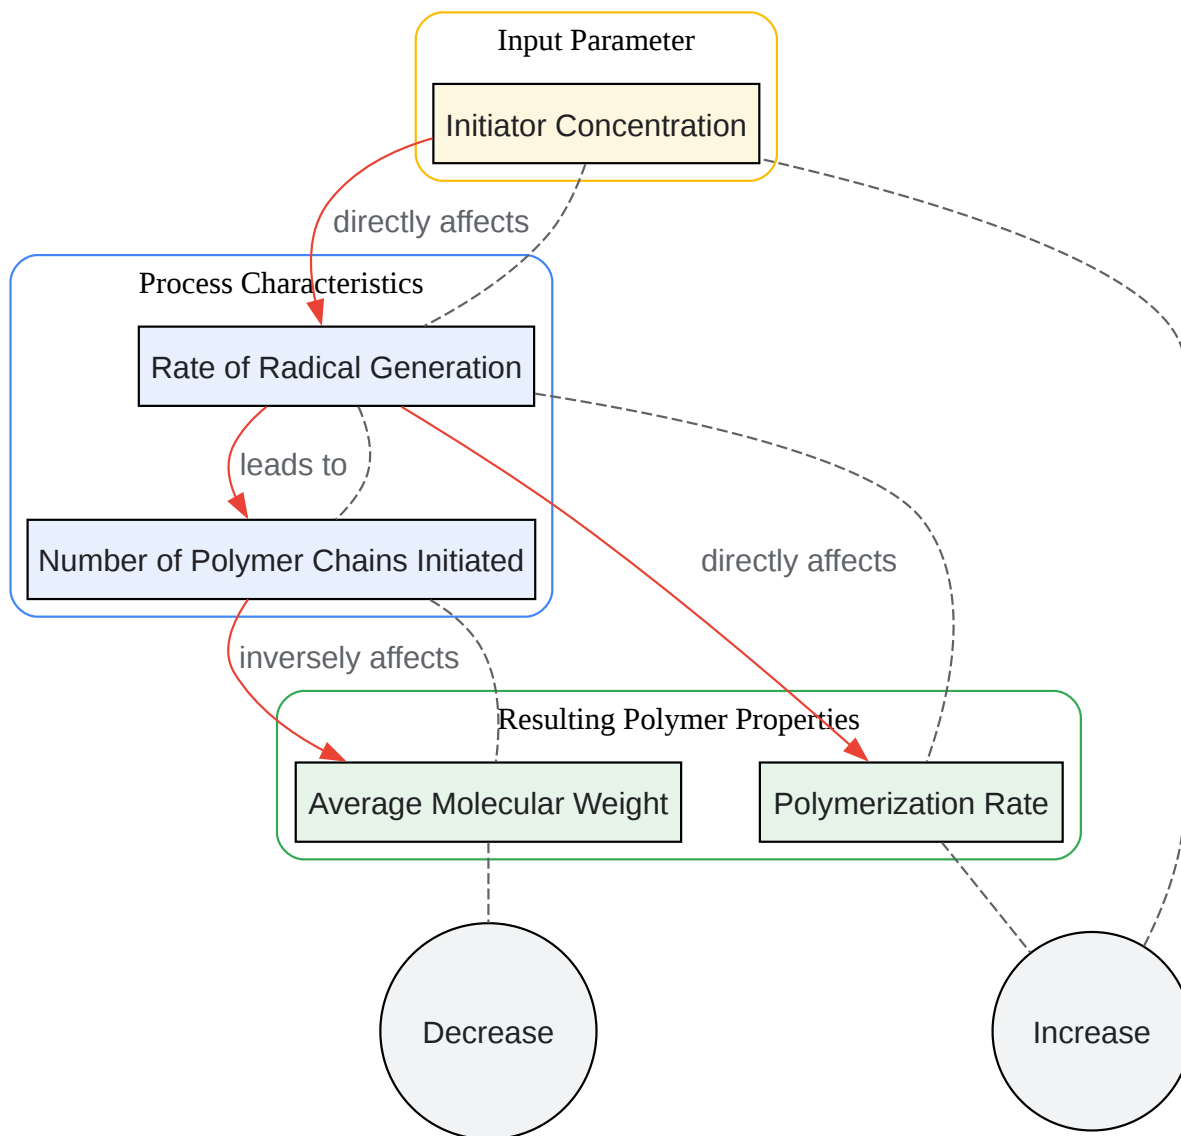 Input Parameter
Initiator Concentration
directly affects
Process Characteristics
Rate of Radical Generation
leads to
Number of Polymer Chains Initiated
directly affects
inversely affects
Resulting Polymer Properties
Average Molecular Weight
Polymerization Rate
Decrease
Increase